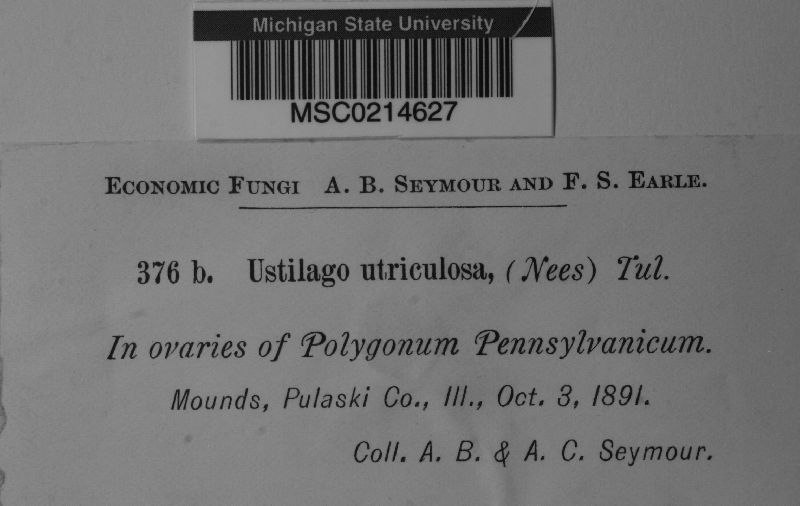 Michigan State University
MSC0214627
Economic Fungi A. B. Seymour and F. S. Earle.
376 b. Ustilago utriculosa, (Nees) Tul.
In ovaries of Polygonum Pennsylvanicum.
Mounds, Pulaski Co., Ill., Oct. 3, 1891.
Coll. A. B. & A. C. Seymour.